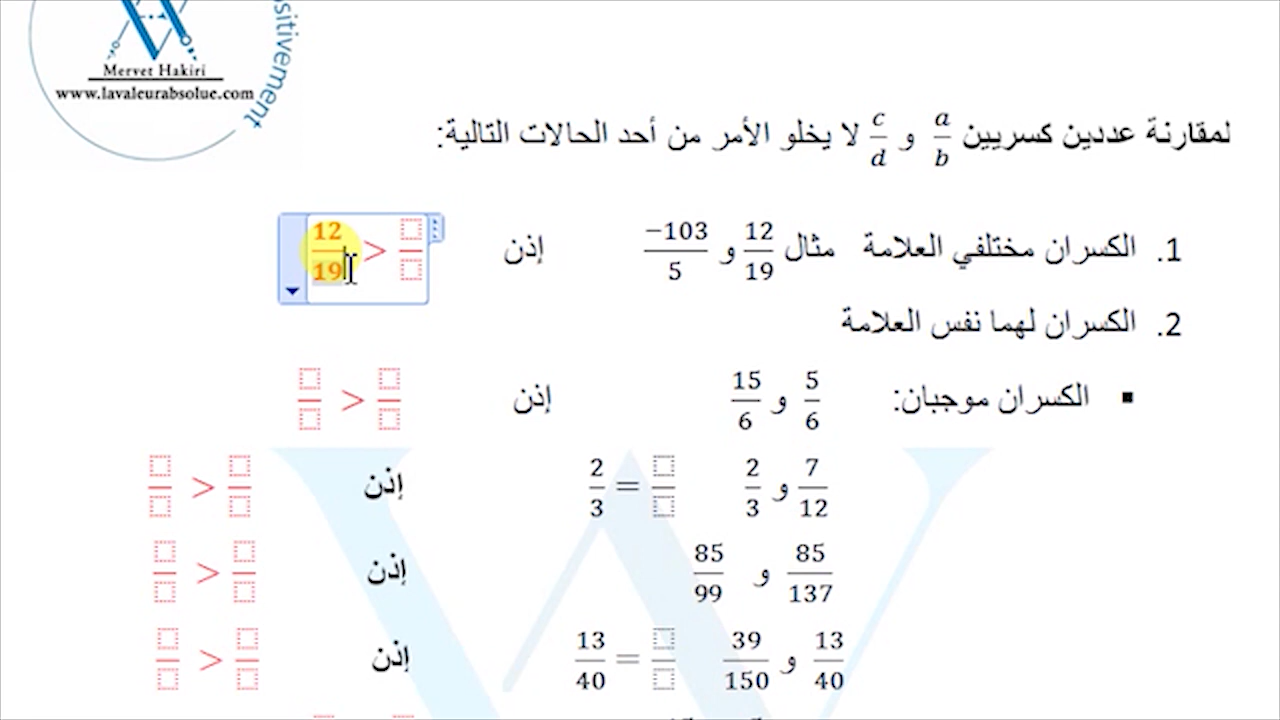 Mervet Hakiri
www.lavaleurabsolue.com
sitivement
لمقارنة عددين كسريين a/b و c/d لا يخلو الأمر من أحد الحالات التالية:
1. الكسران مختلفي العلامة مثال 12/19 و -103/5 إذن 12/19 > □/□
2. الكسران لهما نفس العلامة
▪ الكسران موجبان: 5/6 و 15/6 إذن □/□ > □/□
7/12 و 2/3 2/3 = □/□ إذن □/□ > □/□
85/137 و 85/99 إذن □/□ > □/□
13/40 و 39/150 13/40 = □/□ إذن □/□ > □/□